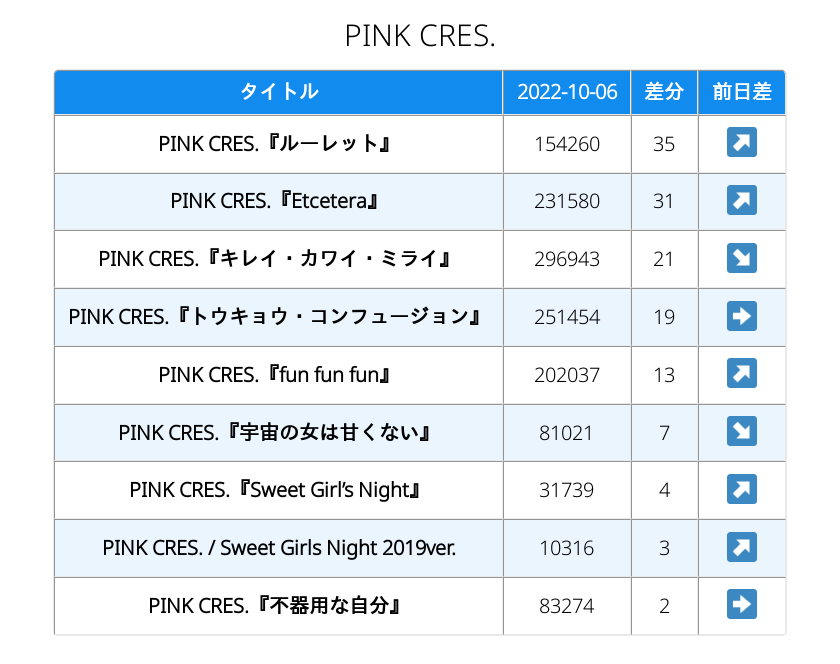 PINK CRES.
タイトル 2022-10-06 差分 前日差
PINK CRES.『ルーレット』 154260 35
PINK CRES.『Etcetera』 231580 31
PINK CRES.『キレイ・カワイ・ミライ』 296943 21
PINK CRES.『トウキョウ・コンフュージョン』 251454 19
PINK CRES.『fun fun fun』 202037 13
PINK CRES.『宇宙の女は甘くない』 81021 7
PINK CRES.『Sweet Girl’s Night』 31739 4
PINK CRES. / Sweet Girls Night 2019ver. 10316 3
PINK CRES.『不器用な自分』 83274 2